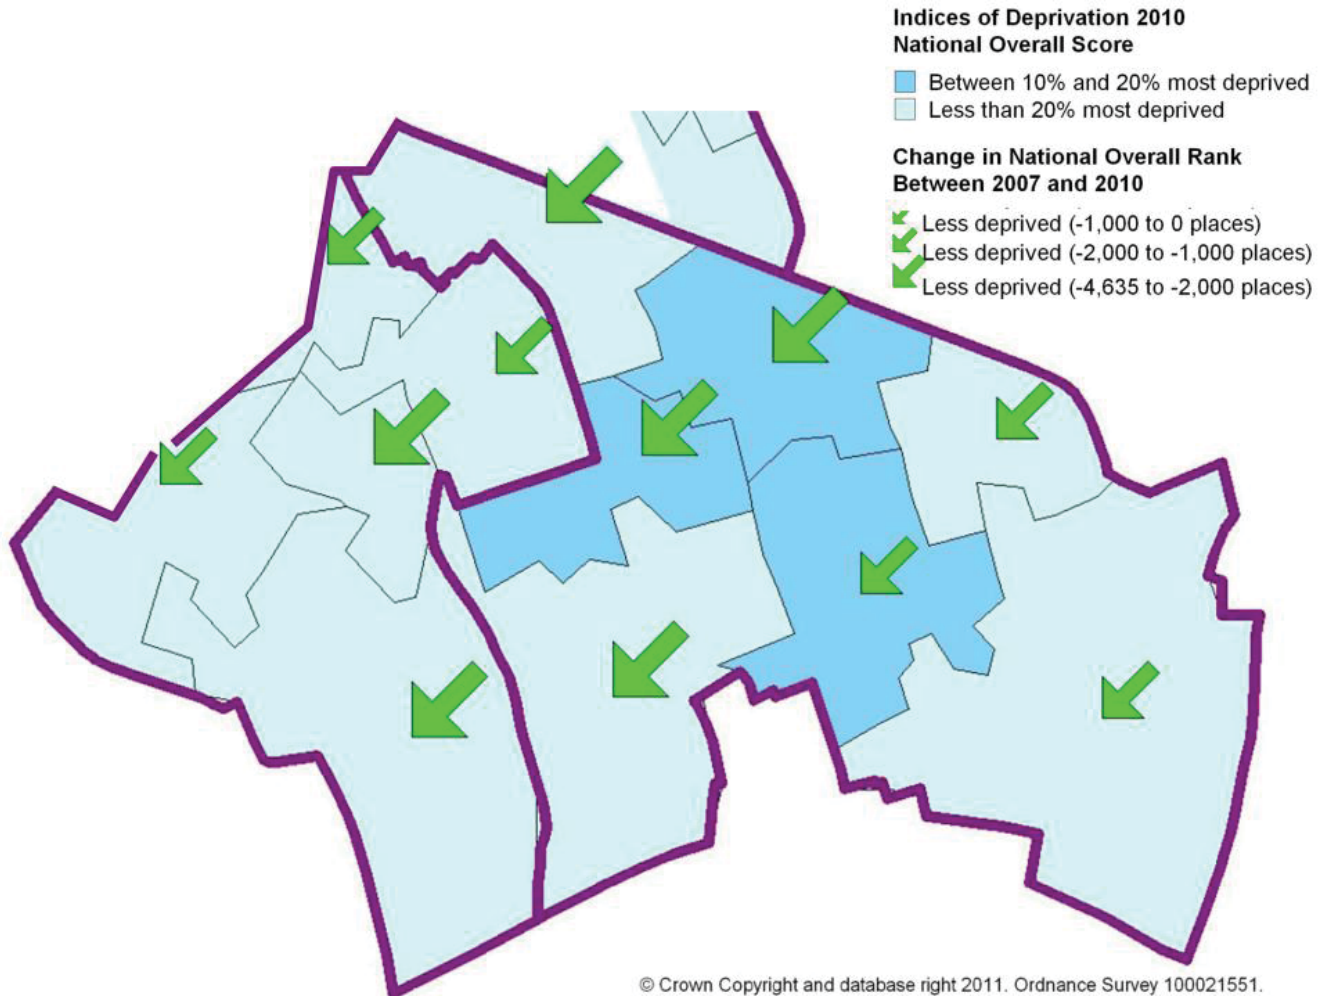 Indices of Deprivation 2010
National Overall Score
Between 10% and 20% most deprived
Less than 20% most deprived
Change in National Overall Rank
Between 2007 and 2010
Less deprived (-1,000 to 0 places)
Less deprived (-2,000 to -1,000 places)
Less deprived (-4,635 to -2,000 places)
© Crown Copyright and database right 2011. Ordnance Survey 100021551.